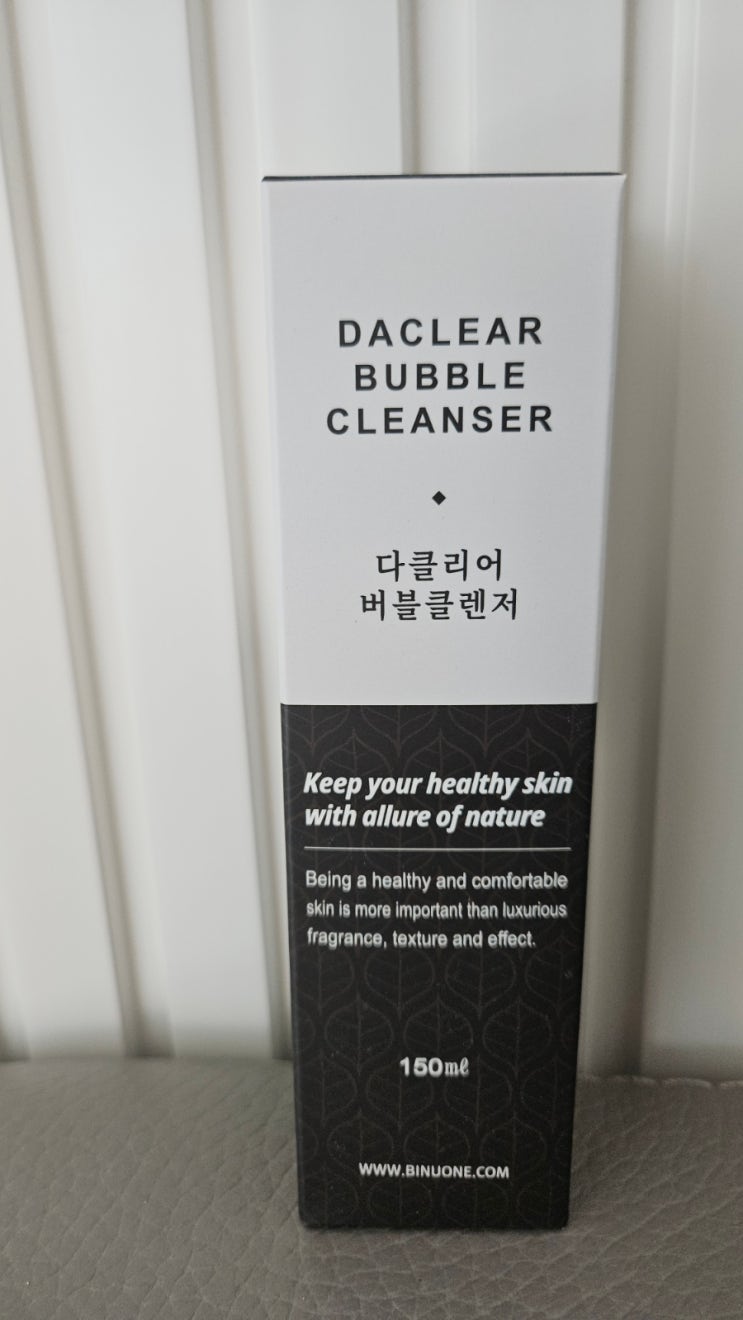 DACLEAR
BUBBLE
CLEANSER
다클리어
버블클렌저
Keep your healthy skin
with allure of nature
Being a healthy and comfortable
skin is more important than luxurious
fragrance, texture and effect.
150㎖
WWW.BINUONE.COM